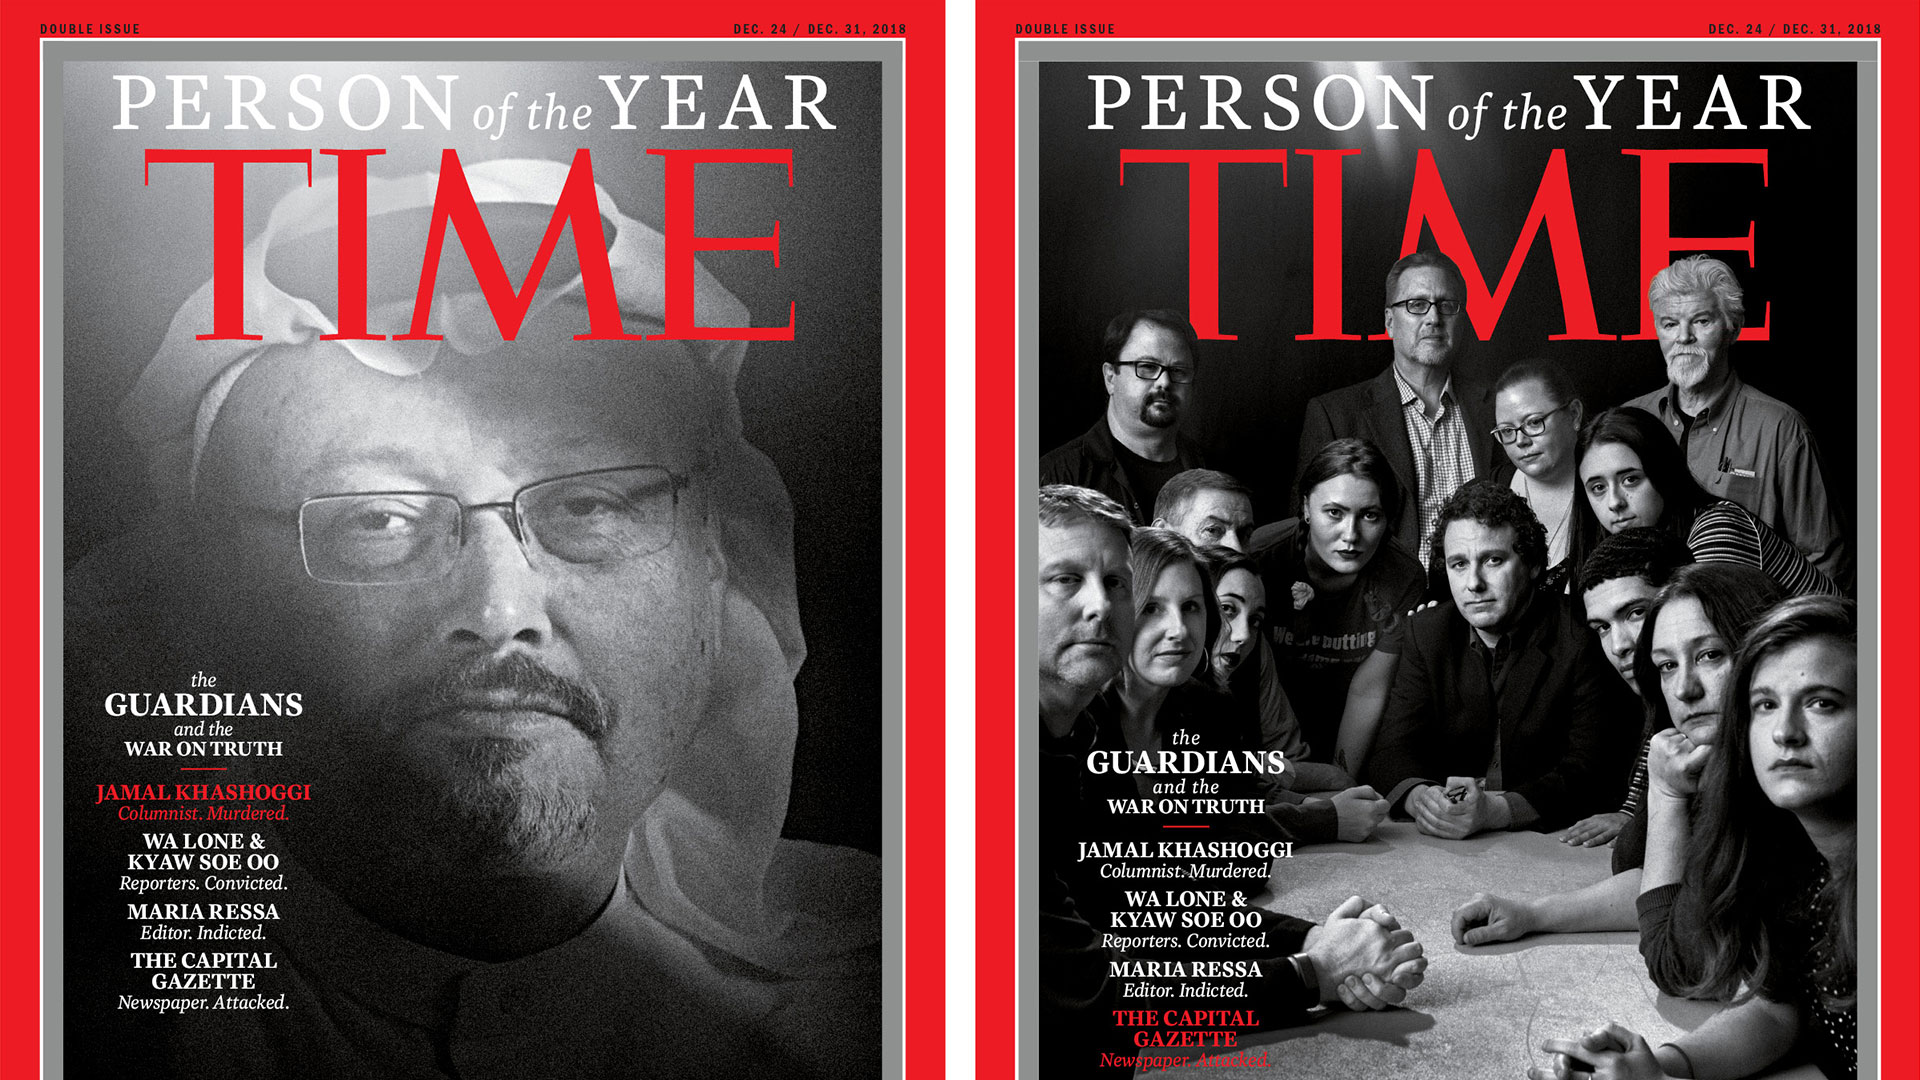 DOUBLE ISSUE
DEC. 24 / DEC. 31, 2018
PERSON of the YEAR
TIME
the
GUARDIANS
and the
WAR ON TRUTH
JAMAL KHASHOGGI
Columnist. Murdered.
WA LONE &
KYAW SOE OO
Reporters. Convicted.
MARIA RESSA
Editor. Indicted.
THE CAPITAL
GAZETTE
Newspaper. Attacked.
DOUBLE ISSUE
DEC. 24 / DEC. 31, 2018
PERSON of the YEAR
TIME
We are putting
the
GUARDIANS
and the
WAR ON TRUTH
JAMAL KHASHOGGI
Columnist. Murdered.
WA LONE &
KYAW SOE OO
Reporters. Convicted.
MARIA RESSA
Editor. Indicted.
THE CAPITAL
GAZETTE
Newspaper. Attacked.